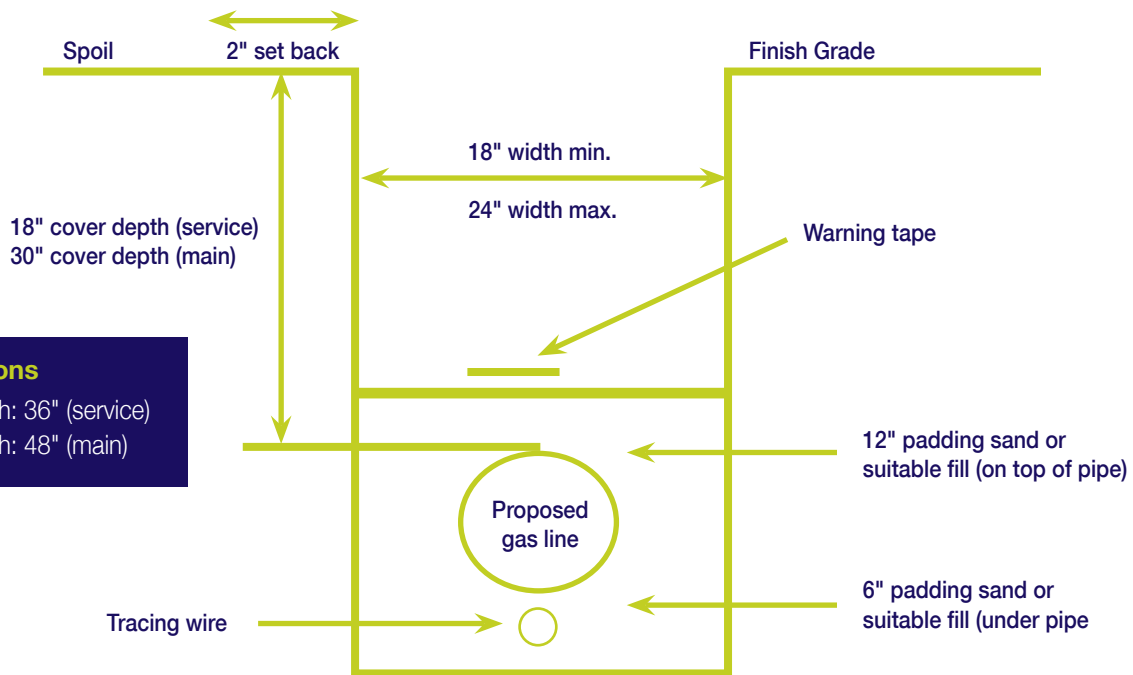 Spoil
2" set back
Finish Grade
18" width min.
24" width max.
18" cover depth (service)
30" cover depth (main)
Warning tape
36" (service)
48" (main)
12" padding sand or
suitable fill (on top of pipe)
Proposed
gas line
6" padding sand or
suitable fill (under pipe
Tracing wire